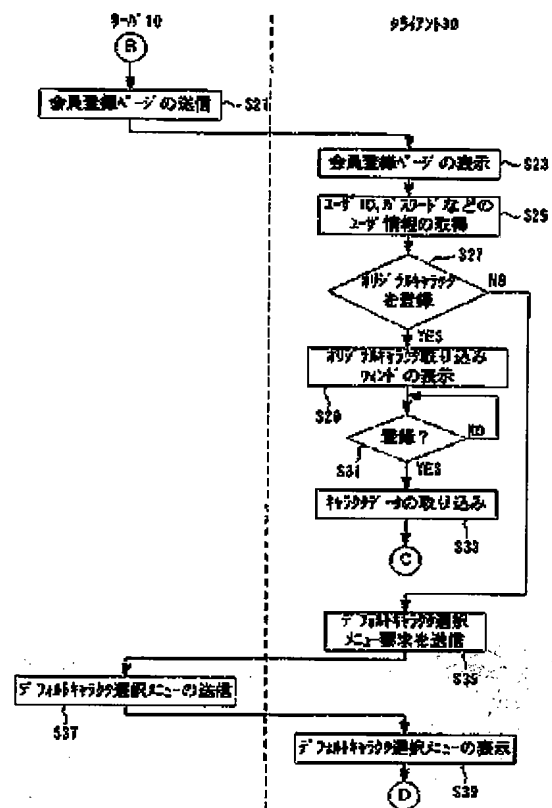 サーバ10
クライアント30
B
会員登録ページの送信
S21
会員登録ページの表示
S23
ユーザID,パスワードなどの
ユーザ情報の取得
S25
S27
オリジナルキャラクタ
を登録
NO
YES
オリジナルキャラクタ取り込み
ウィンドの表示
S29
登録?
NO
S31
YES
キャラクタデータの取り込み
S33
C
デフォルトキャラクタ選択
メニュー要求を送信
S35
デフォルトキャラクタ選択メニューの送信
S37
デフォルトキャラクタ選択メニューの表示
S39
D